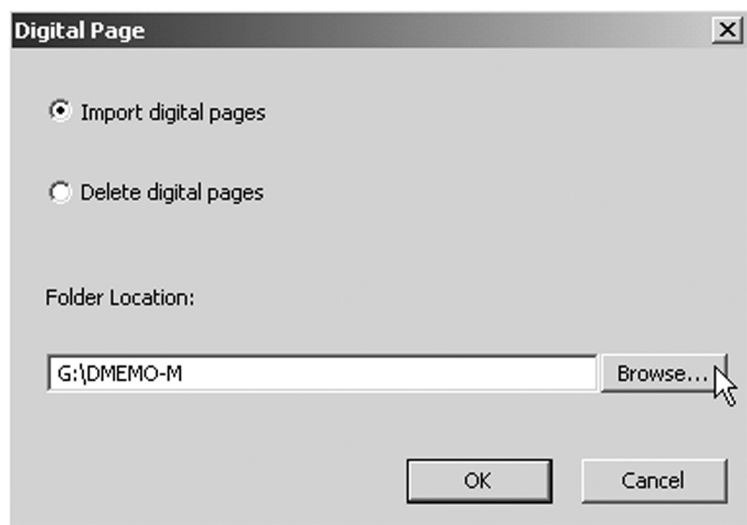 Digital Page
Import digital pages
Delete digital pages
Folder Location:
G:\DMEMO-M
Browse...
OK
Cancel